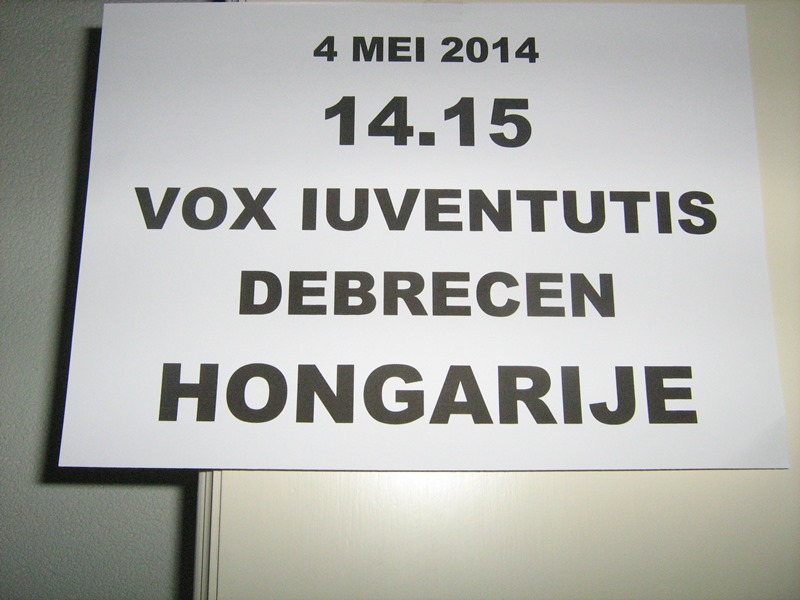 4 MEI 2014
14.15
VOX IUVENTUTIS
DEBRECEN
HONGARIJE